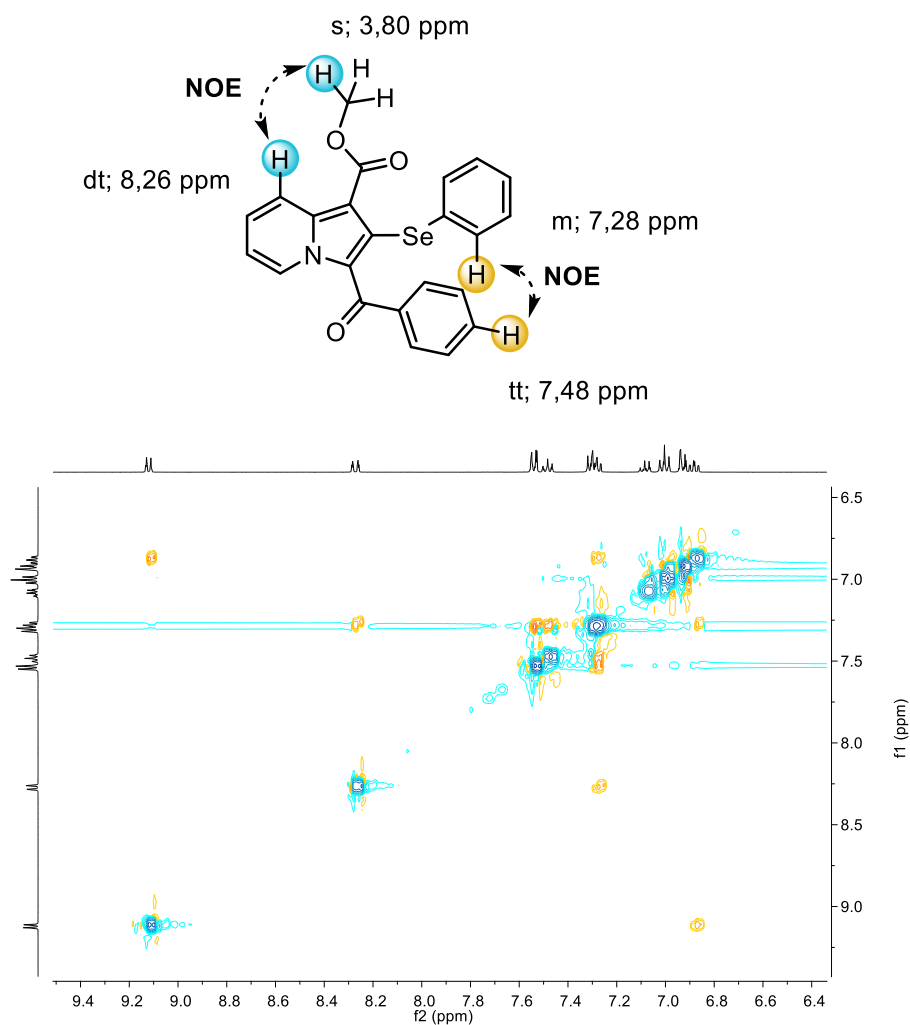 s; 3,80 ppm
H
H
H
NOE
O
H
O
dt; 8,26 ppm
m; 7,28 ppm
Se
N
H
NOE
O
H
tt; 7,48 ppm
6.5
7.0
7.5
8.0
8.5
9.0
f1 (ppm)
9.4 9.2 9.0 8.8 8.6 8.4 8.2 8.0 7.8 7.6 7.4 7.2 7.0 6.8 6.6 6.4
f2 (ppm)